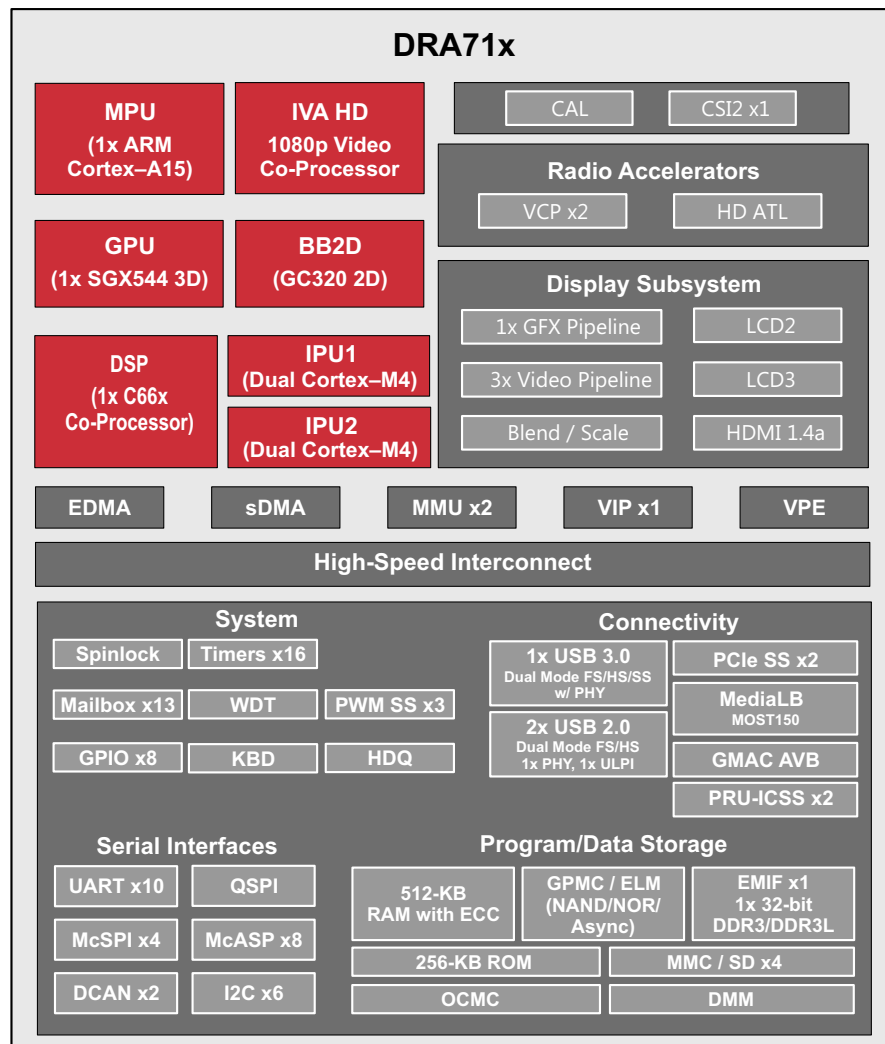 DRA71x
MPU
(1x ARM
Cortex–A15)
IVA HD
1080p Video
Co-Processor
CAL
CSI2 x1
Radio Accelerators
VCP x2
HD ATL
GPU
(1x SGX544 3D)
BB2D
(GC320 2D)
Display Subsystem
1x GFX Pipeline
LCD2
3x Video Pipeline
LCD3
Blend / Scale
HDMI 1.4a
DSP
(1x C66x
Co-Processor)
IPU1
(Dual Cortex–M4)
IPU2
(Dual Cortex–M4)
EDMA
sDMA
MMU x2
VIP x1
VPE
High-Speed Interconnect
System
Spinlock
Timers x16
Mailbox x13
WDT
PWM SS x3
GPIO x8
KBD
HDQ
Connectivity
1x USB 3.0
Dual Mode FS/HS/SS
w/ PHY
2x USB 2.0
Dual Mode FS/HS
1x PHY, 1x ULPI
PCIe SS x2
MediaLB
MOST150
GMAC AVB
PRU-ICSS x2
Serial Interfaces
UART x10
QSPI
McSPI x4
McASP x8
DCAN x2
I2C x6
Program/Data Storage
512-KB
RAM with ECC
GPMC / ELM
(NAND/NOR/
Async)
EMIF x1
1x 32-bit
DDR3/DDR3L
256-KB ROM
MMC / SD x4
OCMC
DMM